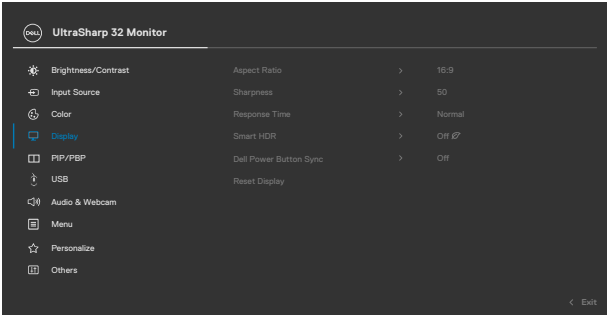 DELL UltraSharp 32 Monitor
Brightness/Contrast Aspect Ratio > 16:9
Input Source Sharpness > 50
Color Response Time > Normal
Display Smart HDR > Off
PIP/PBP Dell Power Button Sync > Off
USB Reset Display
Audio & Webcam
Menu
Personalize
Others
< Exit